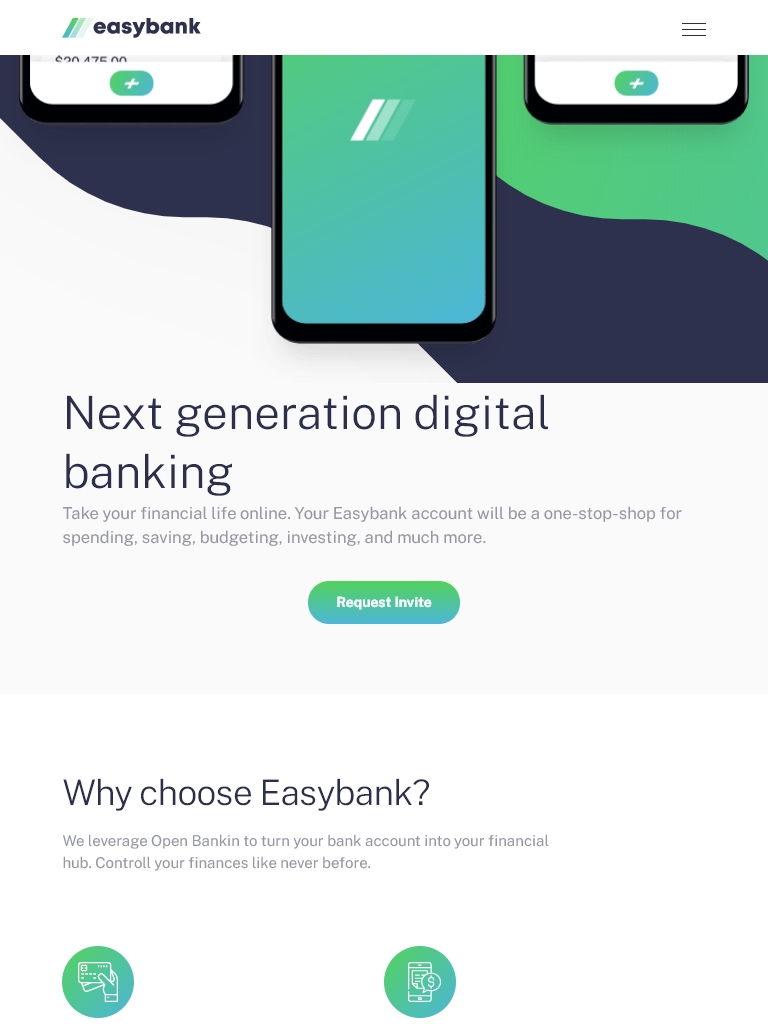 easybank
$20,475.00
Next generation digital
banking
Take your financial life online. Your Easybank account will be a one-stop-shop for
spending, saving, budgeting, investing, and much more.
Request Invite
Why choose Easybank?
We leverage Open Bankin to turn your bank account into your financial
hub. Controll your finances like never before.